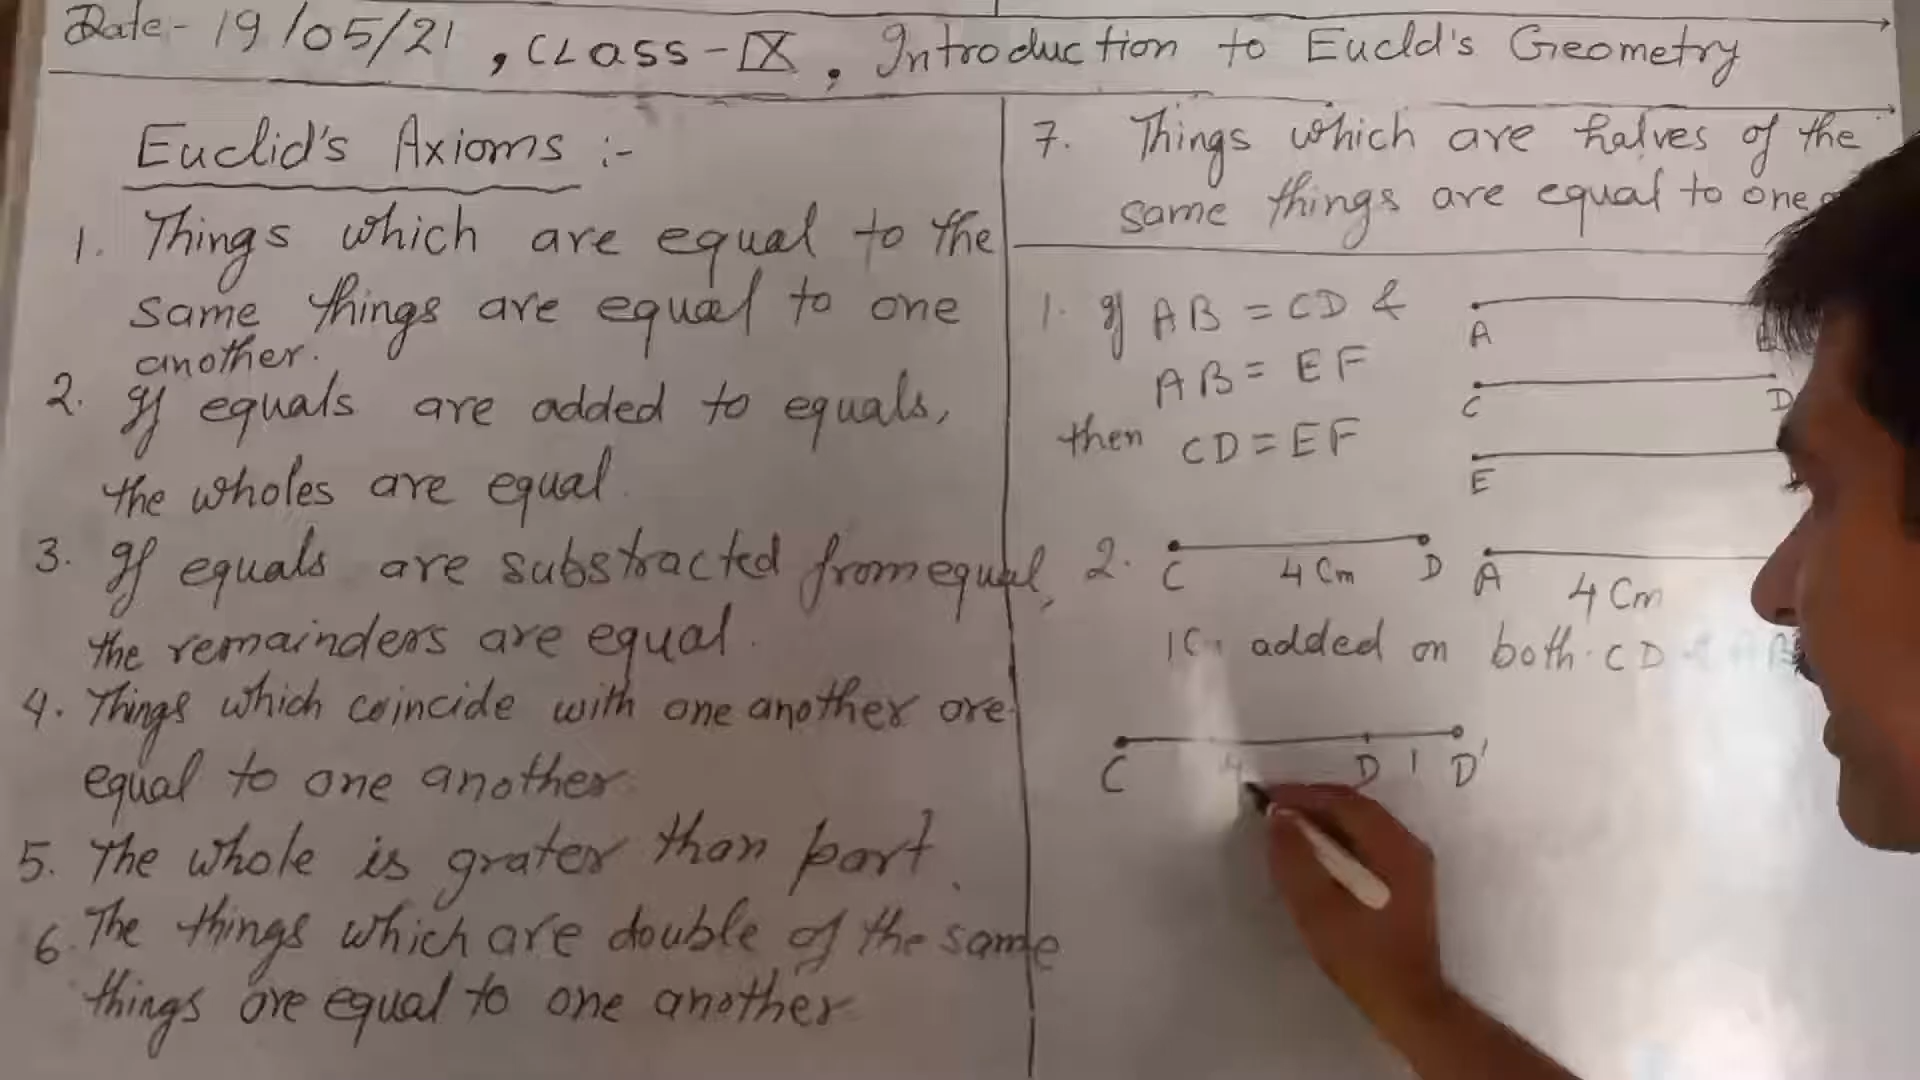 Date:- 19/05/21, CLASS-IX, Introduction to Eucld's Geometry
Euclid's Axioms :-
1. Things which are equal to the
same things are equal to one
another.
2. If equals are added to equals,
the wholes are equal.
3. If equals are substracted from equal,
the remainders are equal.
4. Things which coincide with one another are
equal to one another.
5. The whole is grater than part.
6. The things which are double of the same
things are equal to one another
7. Things which are halves of the
same things are equal to one
1. If AB = CD &
AB = EF
then CD = EF
A
C D
E
2. C 4 Cm D A 4 Cm
added on both CD & AB
C 4 D 1 D'